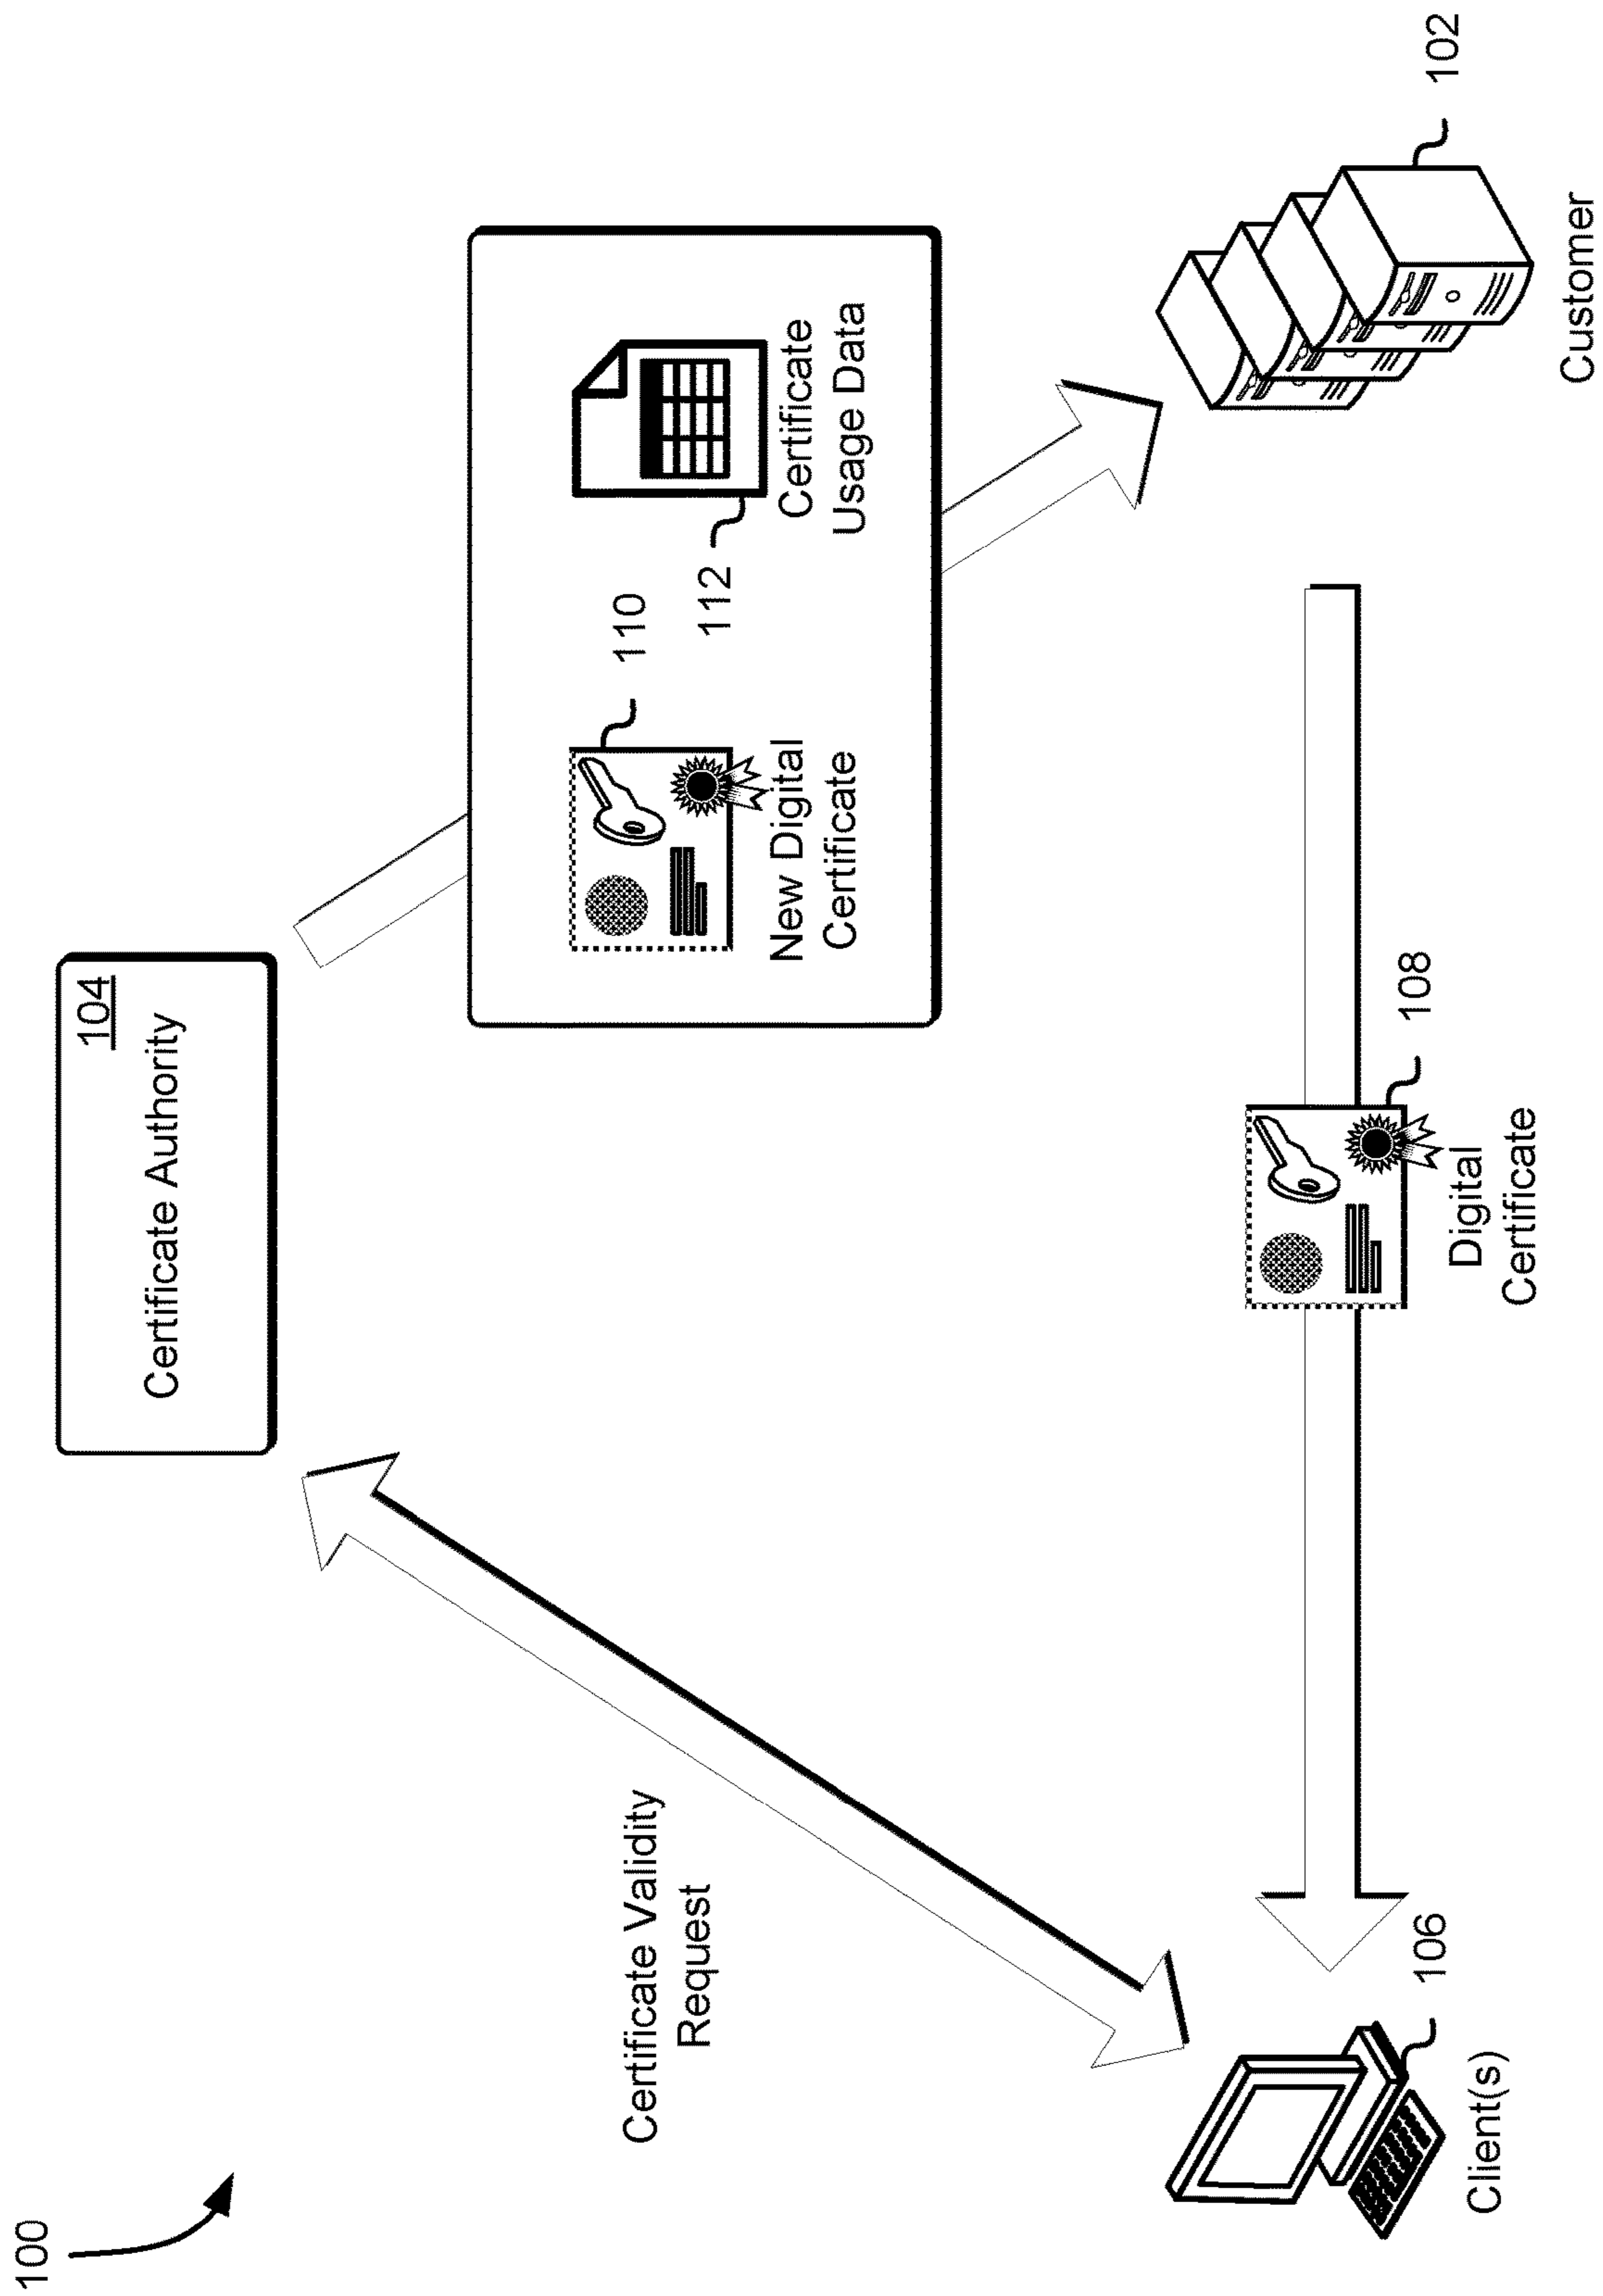 100
104
Certificate Authority
Certificate Validity
Request
110
112
New Digital
Certificate
Certificate
Usage Data
106
Client(s)
108
Digital
Certificate
102
Customer